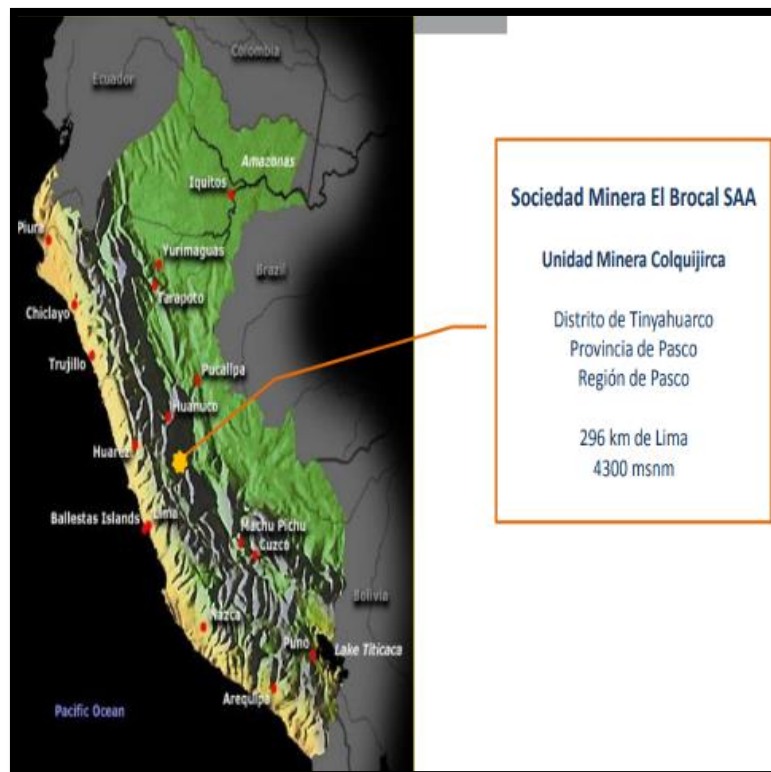 Colombia
Ecuador
Amazonas
Iquitos
Piura
Yurimaguas
Brazil
Tarapoto
Chiclayo
Trujillo
Pucallpa
Huanuco
Huarez
Ballestas Islands
Lima
Machu Pichu
Cuzco
Bolivia
Nazca
Puno
Lake Titicaca
Arequipa
Pacific Ocean
Sociedad Minera El Brocal SAA
Unidad Minera Colquijirca
Distrito de Tinyahuarco
Provincia de Pasco
Región de Pasco
296 km de Lima
4300 msnm